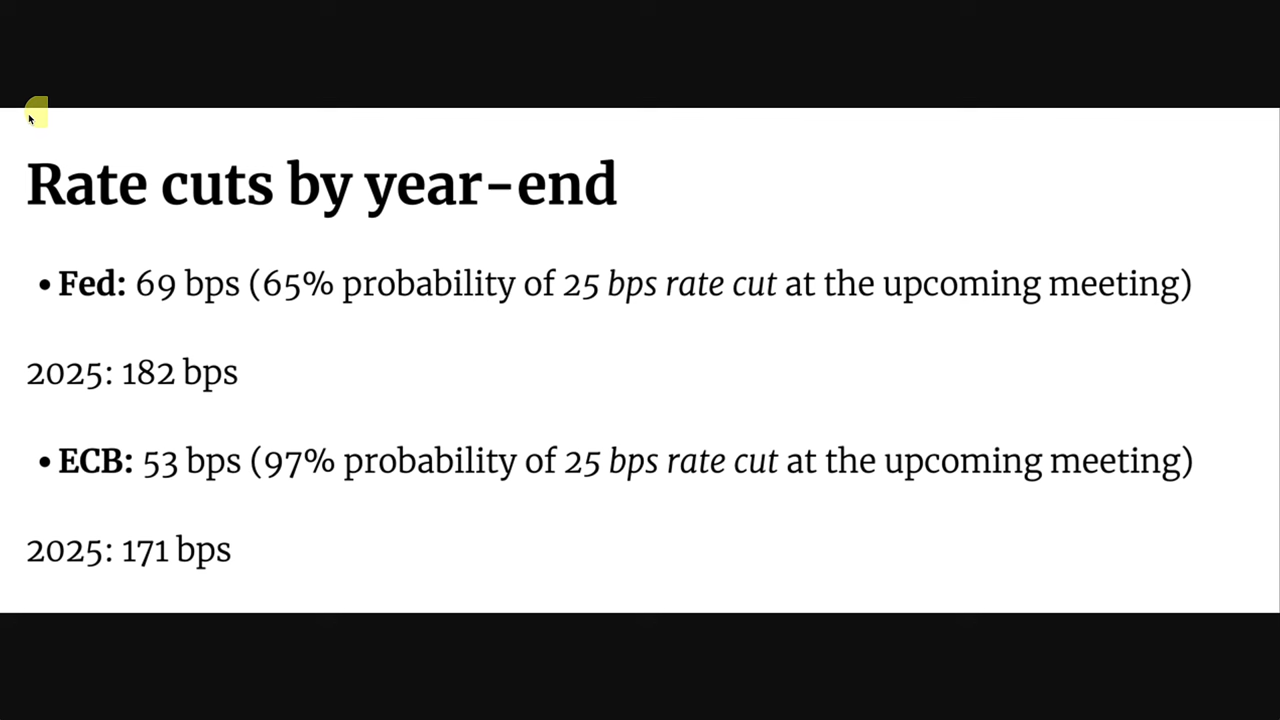 Rate cuts by year-end
• Fed: 69 bps (65% probability of 25 bps rate cut at the upcoming meeting)
2025: 182 bps
• ECB: 53 bps (97% probability of 25 bps rate cut at the upcoming meeting)
2025: 171 bps